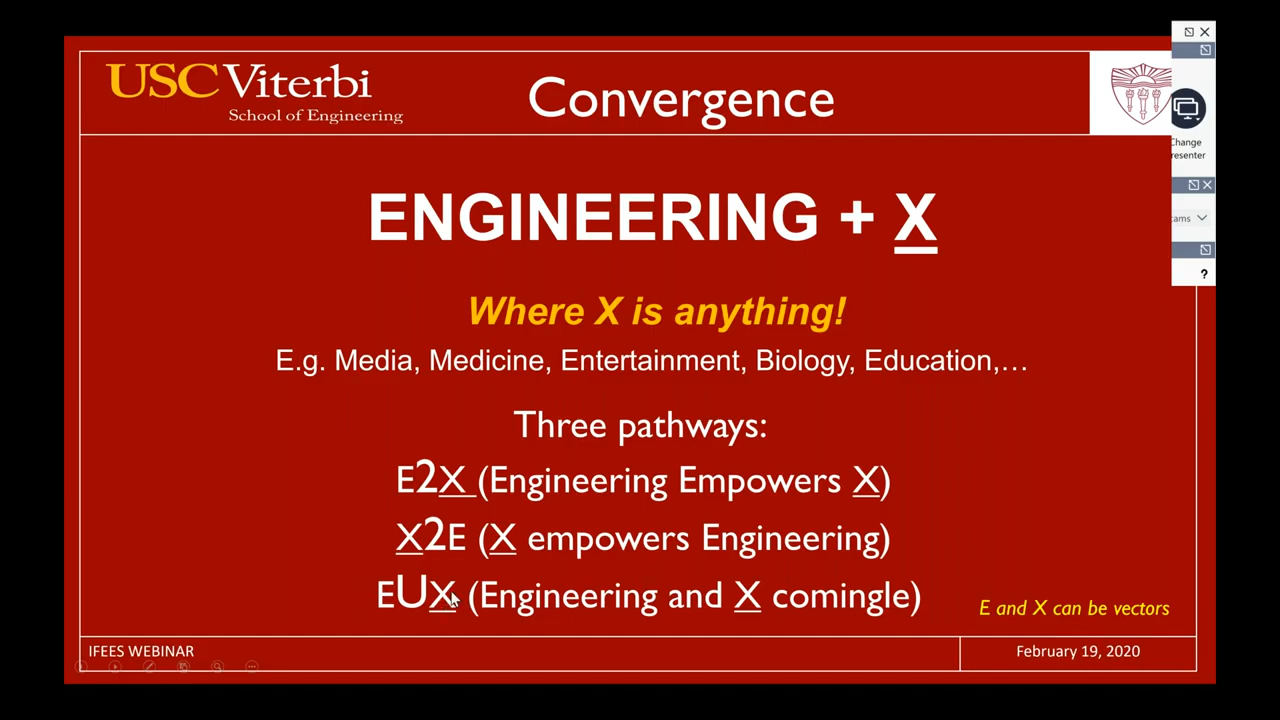 USC Viterbi
School of Engineering
Convergence
Change
resenter
ams
?
ENGINEERING + X
Where X is anything!
E.g. Media, Medicine, Entertainment, Biology, Education,...
Three pathways:
E2X (Engineering Empowers X)
X2E (X empowers Engineering)
EUX (Engineering and X comingle)
E and X can be vectors
IFEES WEBINAR
February 19, 2020